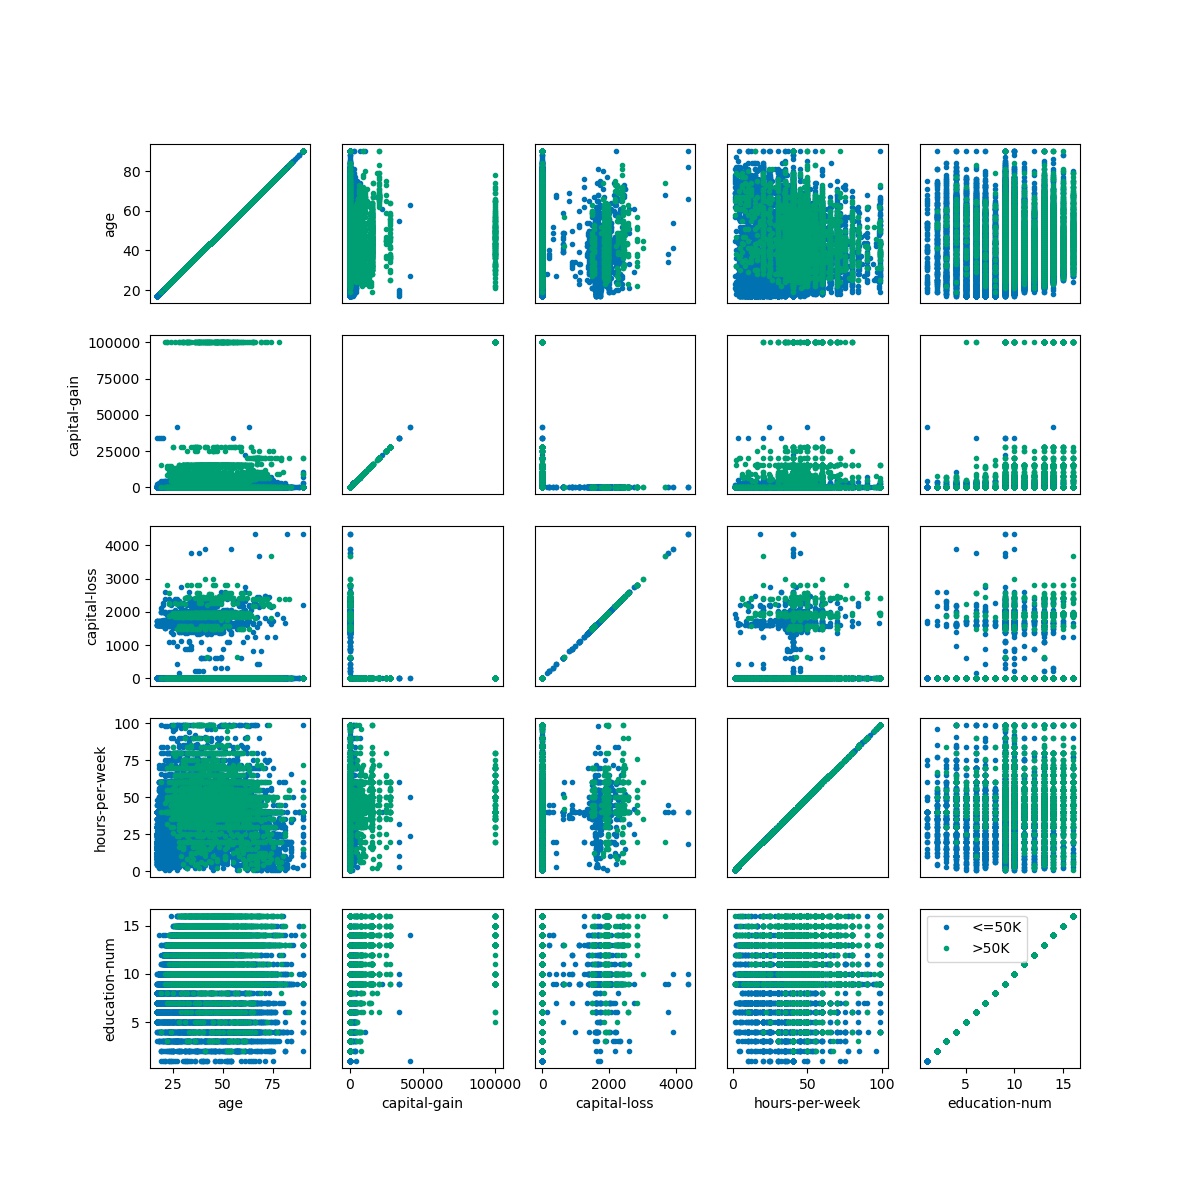 age
80
60
40
20
capital-gain
100000
75000
50000
25000
0
capital-loss
4000
3000
2000
1000
0
hours-per-week
100
75
50
25
0
education-num
15
10
5
<=50K
>50K
25 50 75
0 50000 100000
0 2000 4000
0 50 100
5 10 15
age
capital-gain
capital-loss
hours-per-week
education-num